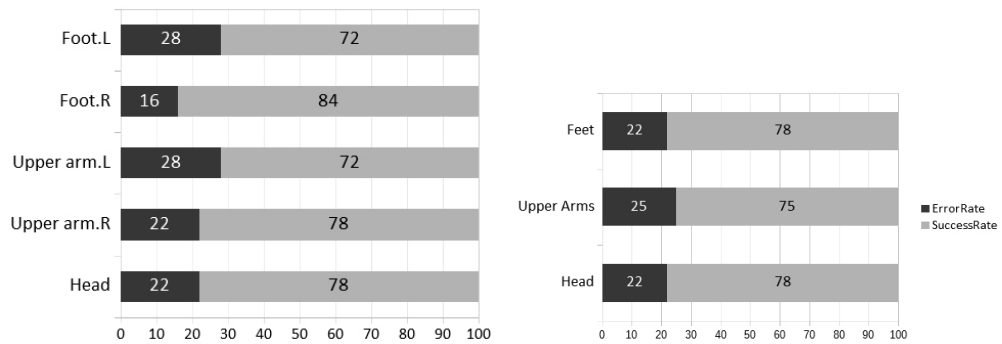 Foot.L 28 72
Foot.R 16 84
Upper arm.L 28 72
Upper arm.R 22 78
Head 22 78
0 10 20 30 40 50 60 70 80 90 100
Feet 22 78
Upper Arms 25 75
Head 22 78
0 10 20 30 40 50 60 70 80 90 100
ErrorRate
SuccessRate